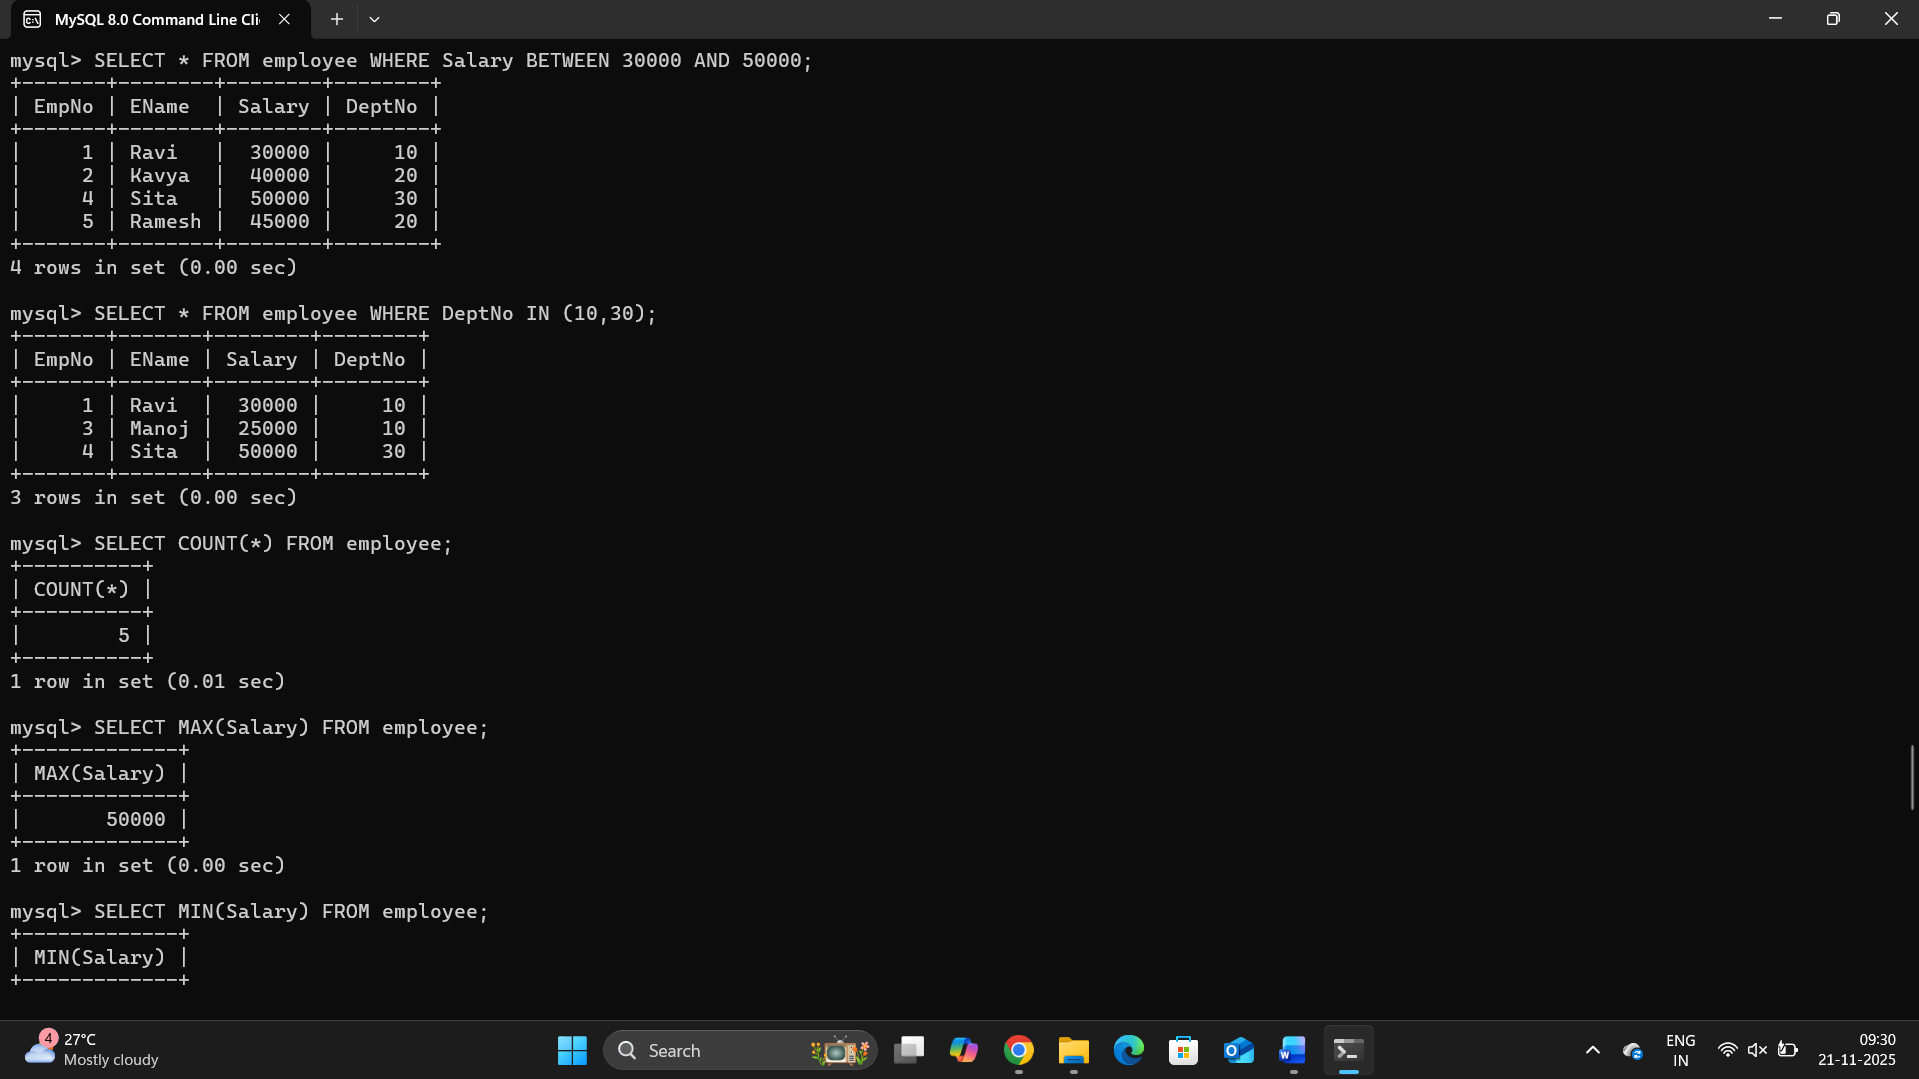 MySQL 8.0 Command Line Cli
mysql> SELECT * FROM employee WHERE Salary BETWEEN 30000 AND 50000;
+-------+--------+--------+--------+
| EmpNo | EName  | Salary | DeptNo |
+-------+--------+--------+--------+
|     1 | Ravi   |  30000 |     10 |
|     2 | Kavya  |  40000 |     20 |
|     4 | Sita   |  50000 |     30 |
|     5 | Ramesh |  45000 |     20 |
+-------+--------+--------+--------+
4 rows in set (0.00 sec)
mysql> SELECT * FROM employee WHERE DeptNo IN (10,30);
+-------+-------+--------+--------+
| EmpNo | EName | Salary | DeptNo |
+-------+-------+--------+--------+
|     1 | Ravi  |  30000 |     10 |
|     3 | Manoj |  25000 |     10 |
|     4 | Sita  |  50000 |     30 |
+-------+-------+--------+--------+
3 rows in set (0.00 sec)
mysql> SELECT COUNT(*) FROM employee;
+----------+
| COUNT(*) |
+----------+
|        5 |
+----------+
1 row in set (0.01 sec)
mysql> SELECT MAX(Salary) FROM employee;
+-------------+
| MAX(Salary) |
+-------------+
|       50000 |
+-------------+
1 row in set (0.00 sec)
mysql> SELECT MIN(Salary) FROM employee;
+-------------+
| MIN(Salary) |
+-------------+
4
27°C
Mostly cloudy
Search
ENG
IN
09:30
21-11-2025